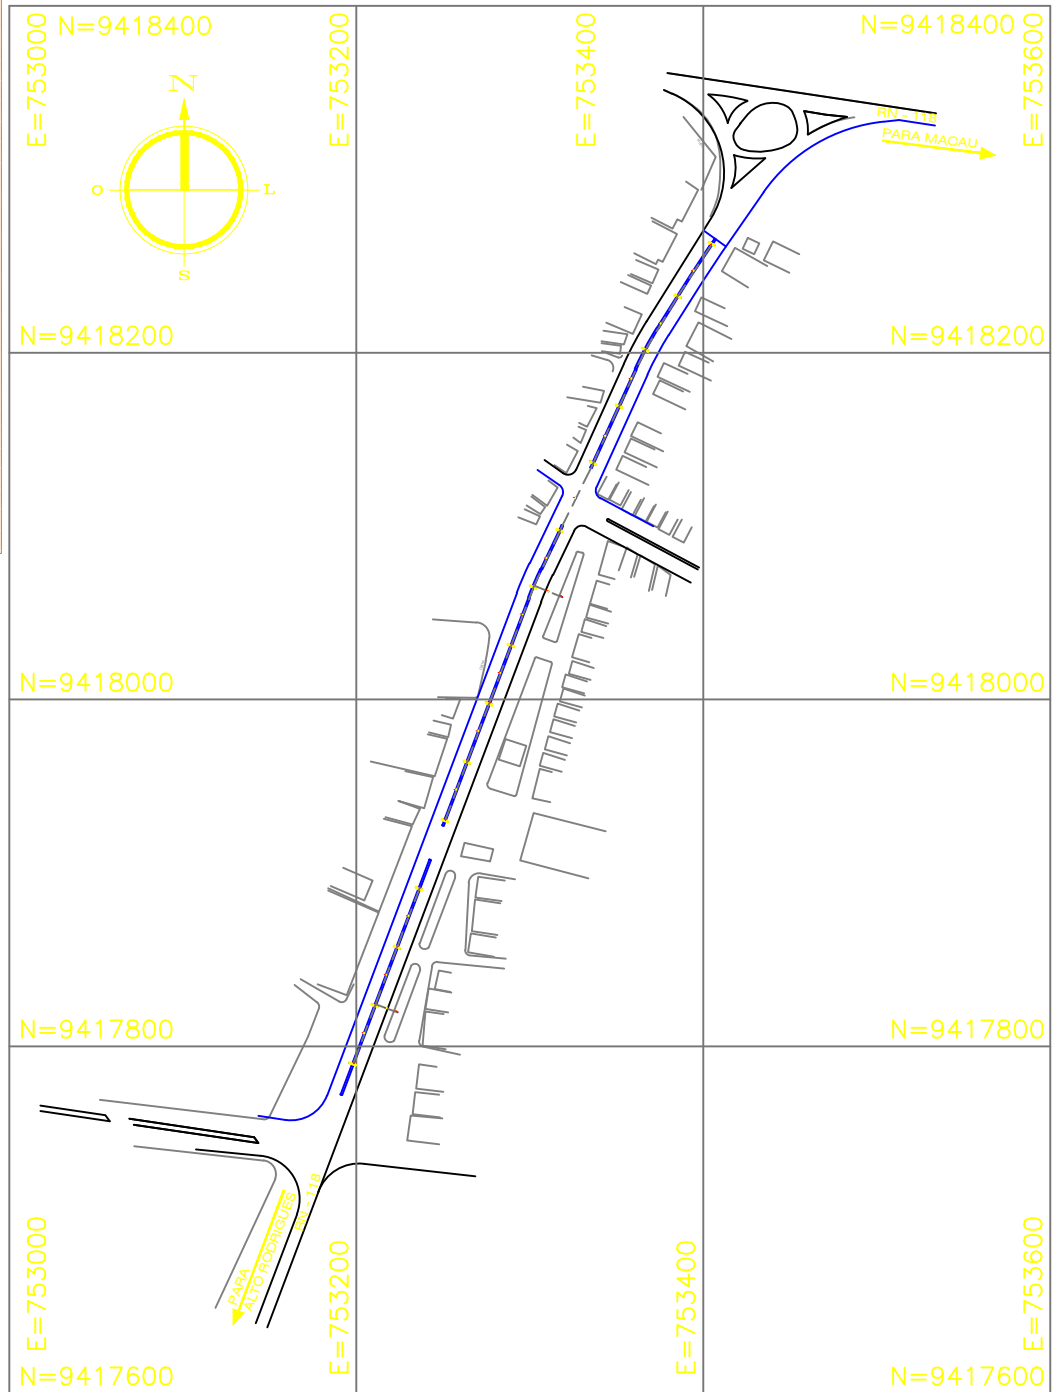 N=9418400
N=9418400
E=753000
E=753200
E=753400
E=753600
N
O
L
S
RN - 118
PARA MACAU
N=9418200
N=9418200
N=9418000
N=9418000
N=9417800
N=9417800
RN - 118
PARA
ALTO RODRIGUES
E=753000
E=753200
E=753400
E=753600
N=9417600
N=9417600